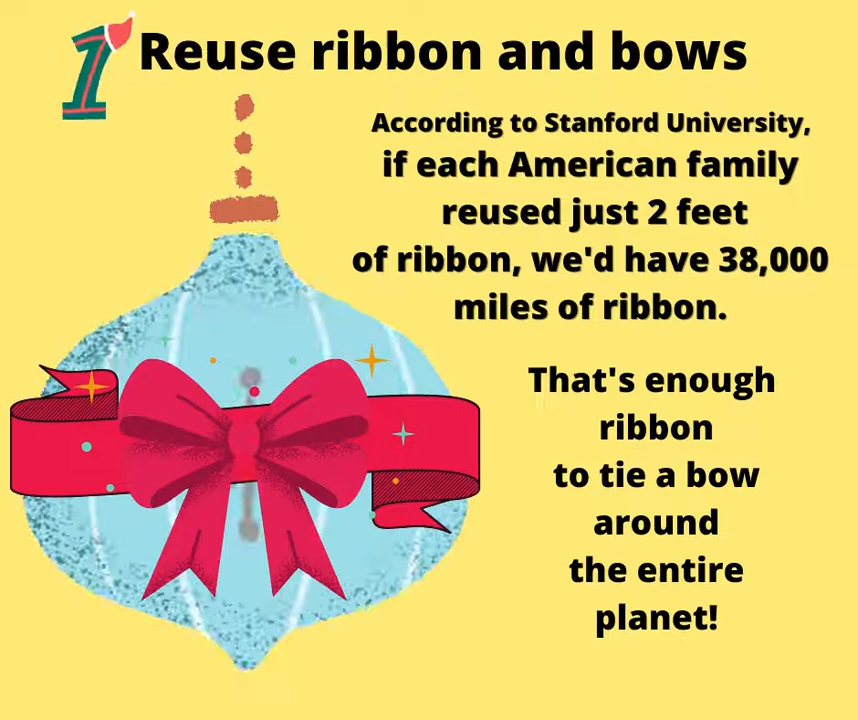 1 Reuse ribbon and bows
According to Stanford University,
if each American family
reused just 2 feet
of ribbon, we'd have 38,000
miles of ribbon.
That's enough
ribbon
to tie a bow
around
the entire
planet!